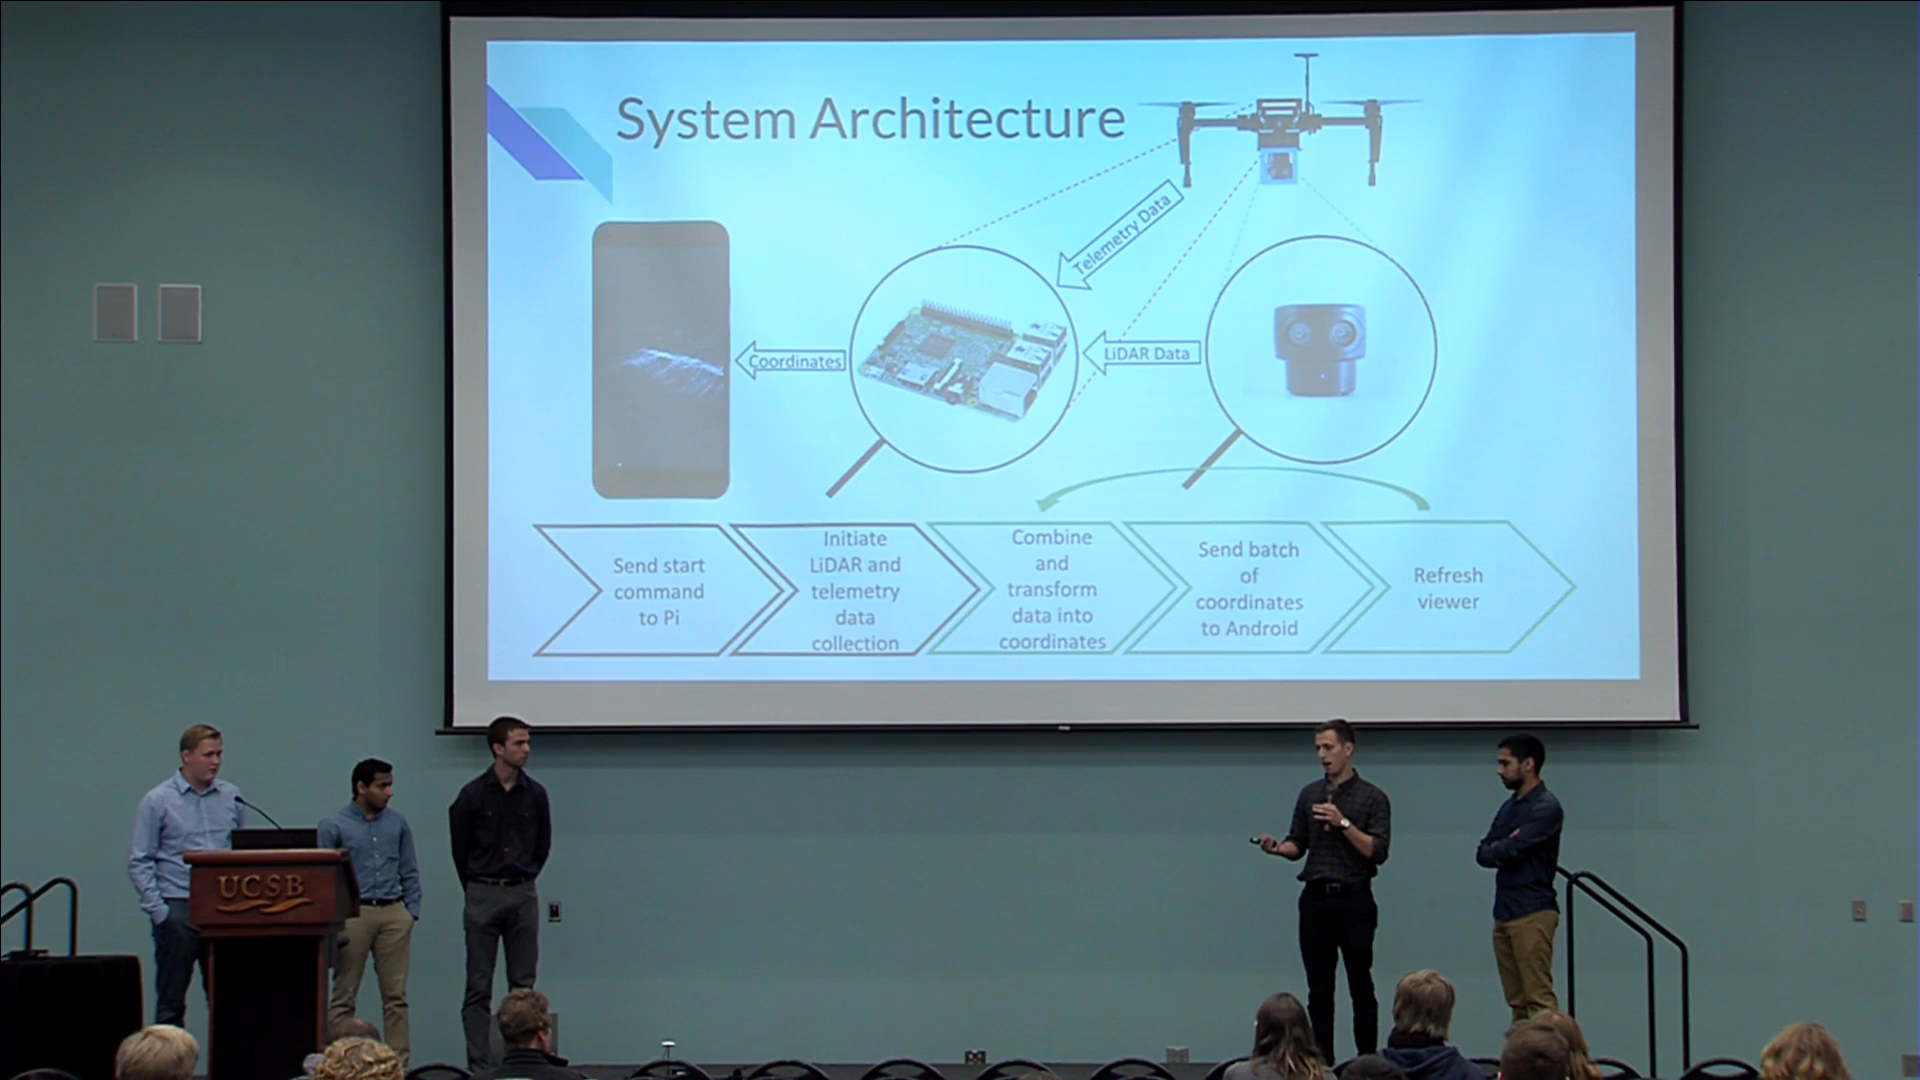 System Architecture
Telemetry Data
Coordinates
LiDAR Data
Send start
command
to Pi
Initiate
LiDAR and
telemetry
data
collection
Combine
and
transform
data into
coordinates
Send batch
of
coordinates
to Android
Refresh
viewer
UCSB